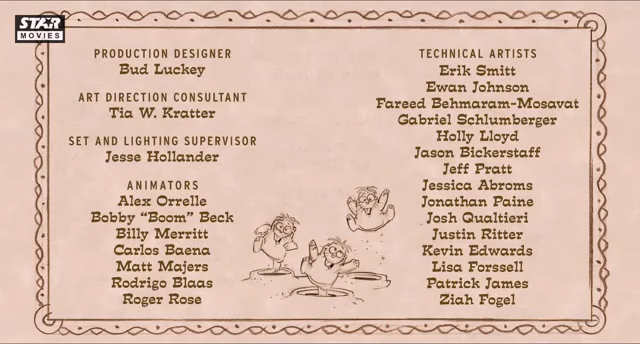 STAR
MOVIES
PRODUCTION DESIGNER
Bud Luckey
ART DIRECTION CONSULTANT
Tia W. Kratter
SET AND LIGHTING SUPERVISOR
Jesse Hollander
ANIMATORS
Alex Orrelle
Bobby “Boom” Beck
Billy Merritt
Carlos Baena
Matt Majers
Rodrigo Blaas
Roger Rose
TECHNICAL ARTISTS
Erik Smitt
Ewan Johnson
Fareed Behmaram-Mosavat
Gabriel Schlumberger
Holly Lloyd
Jason Bickerstaff
Jeff Pratt
Jessica Abroms
Jonathan Paine
Josh Qualtieri
Justin Ritter
Kevin Edwards
Lisa Forssell
Patrick James
Ziah Fogel